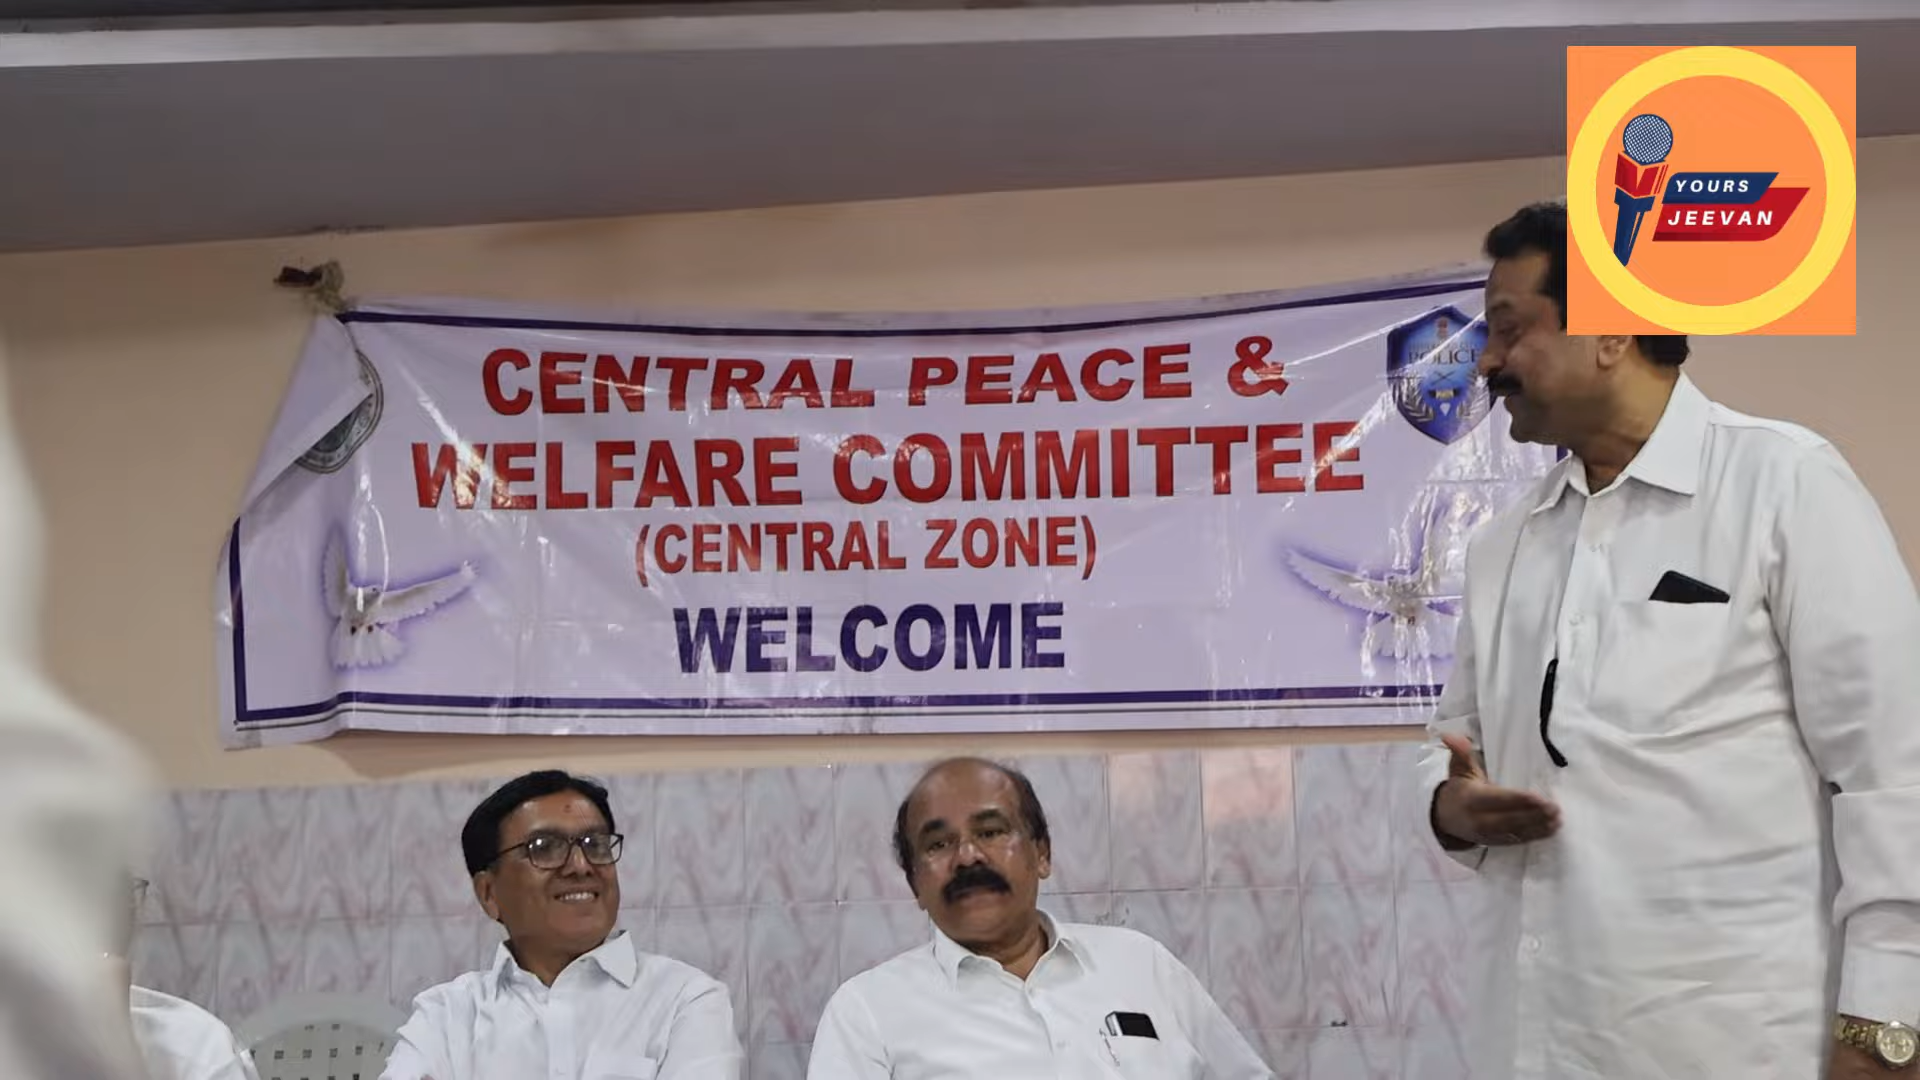 YOURS
JEEVAN
CENTRAL PEACE &
POLICE
WELFARE COMMITTEE
(CENTRAL ZONE)
WELCOME